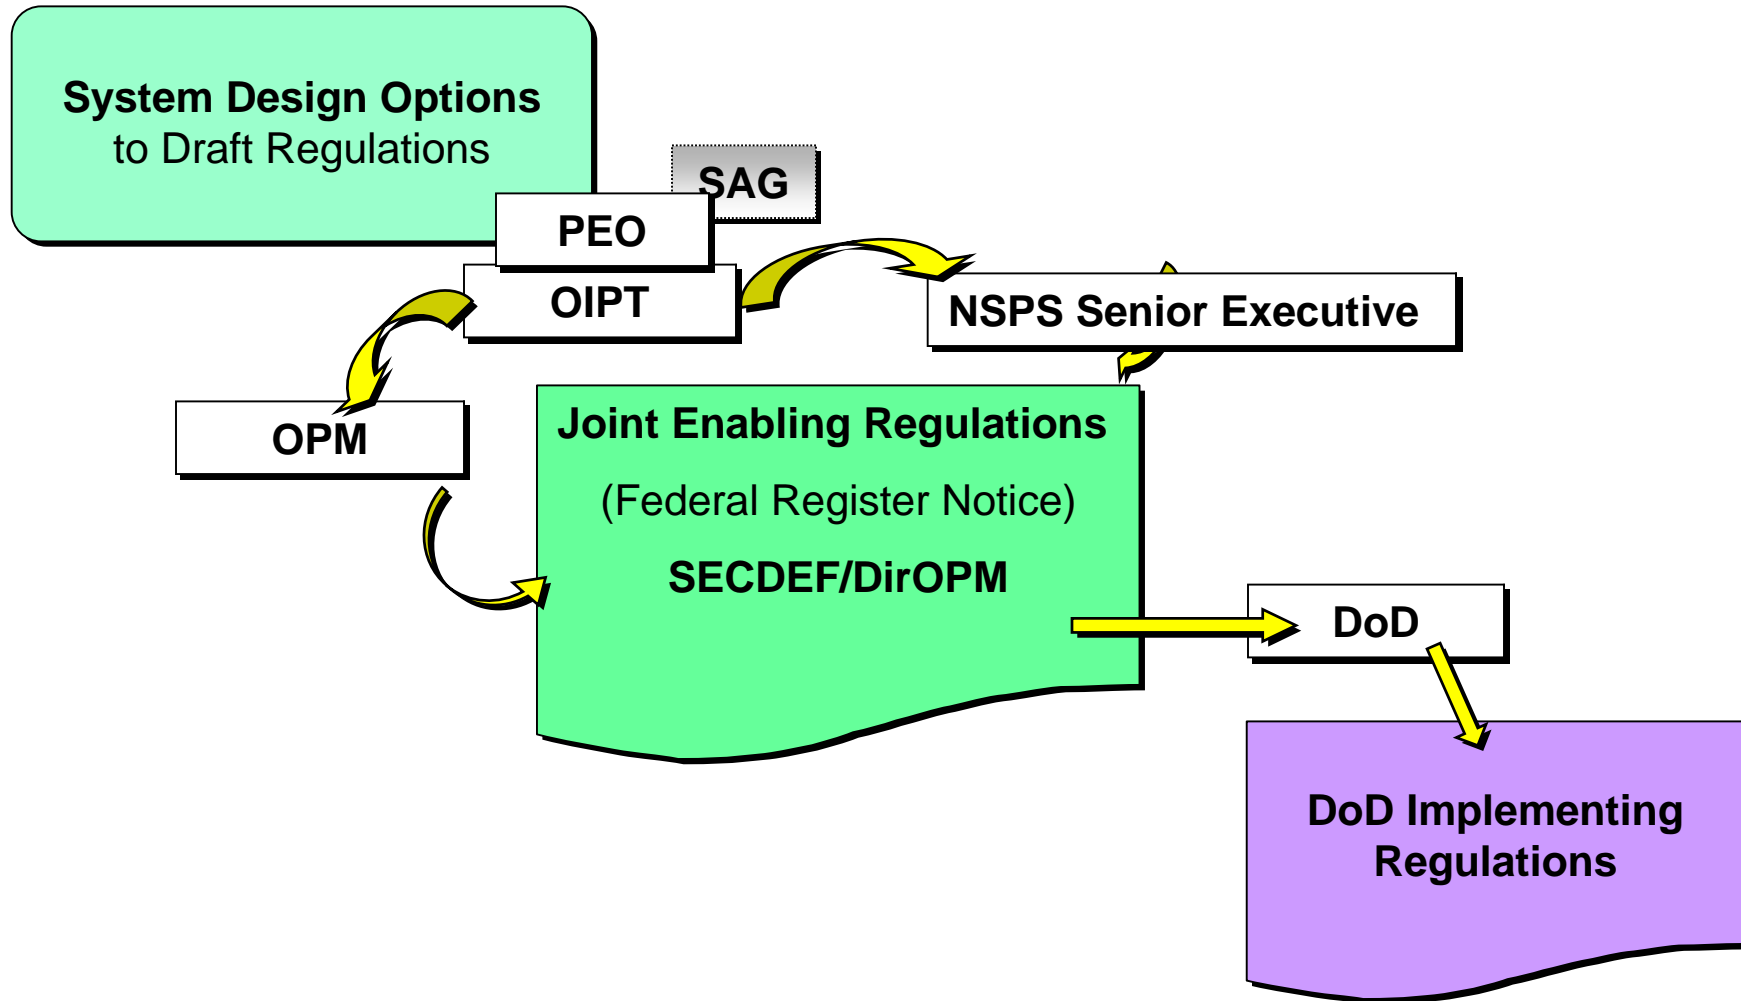 System Design Options
to Draft Regulations
SAG
PEO
OIPT
NSPS Senior Executive
OPM
Joint Enabling Regulations
(Federal Register Notice)
SECDEF/DirOPM
DoD
DoD Implementing
Regulations